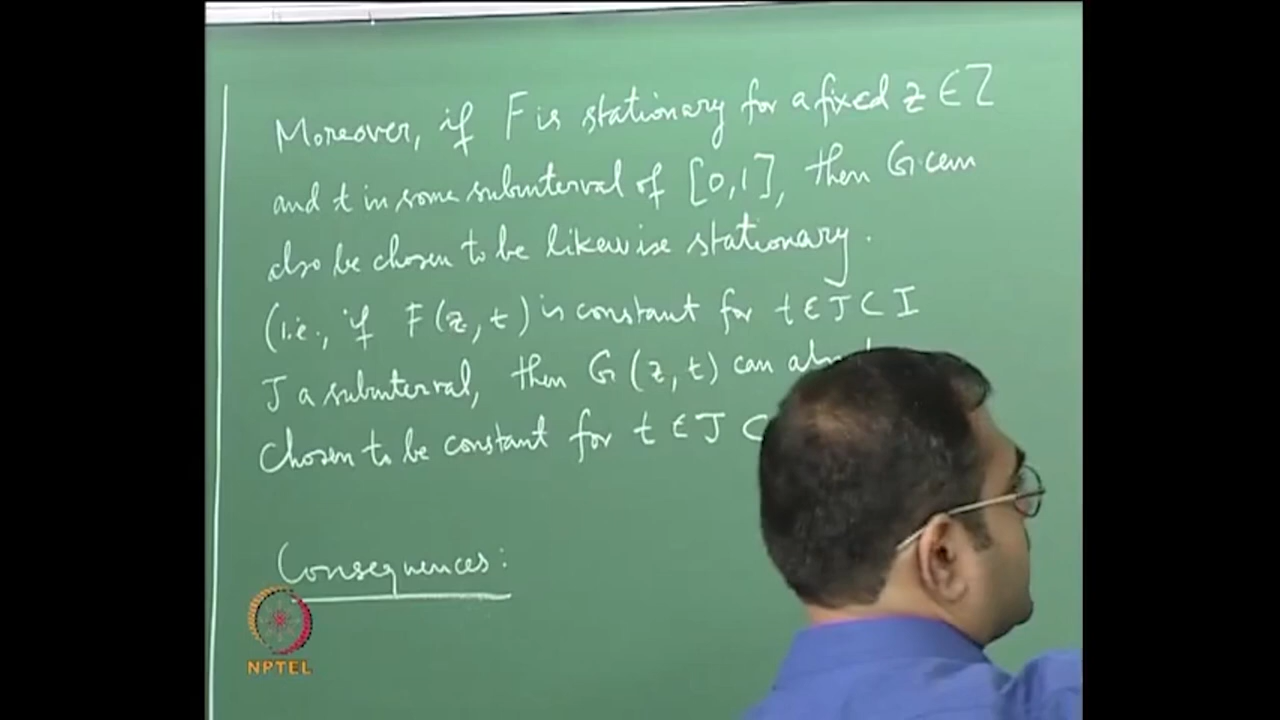 Moreover, if F is stationary for a fixed z ∈ Z
and t in some subinterval of [0,1], then G can
also be chosen to be likewise stationary.
(i.e., if F(z,t) is constant for t ∈ J ⊂ I
J a subinterval, then G(z,t) can also
chosen to be constant for t ∈ J ⊂
Consequences:
NPTEL